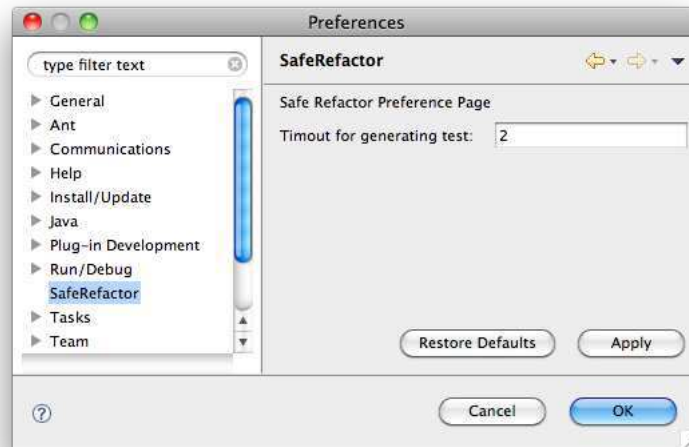 Preferences
type filter text
General
Ant
Communications
Help
Install/Update
Java
Plug-in Development
Run/Debug
SafeRefactor
Tasks
Team
SafeRefactor
Safe Refactor Preference Page
Timout for generating test: 2
Restore Defaults
Apply
?
Cancel
OK